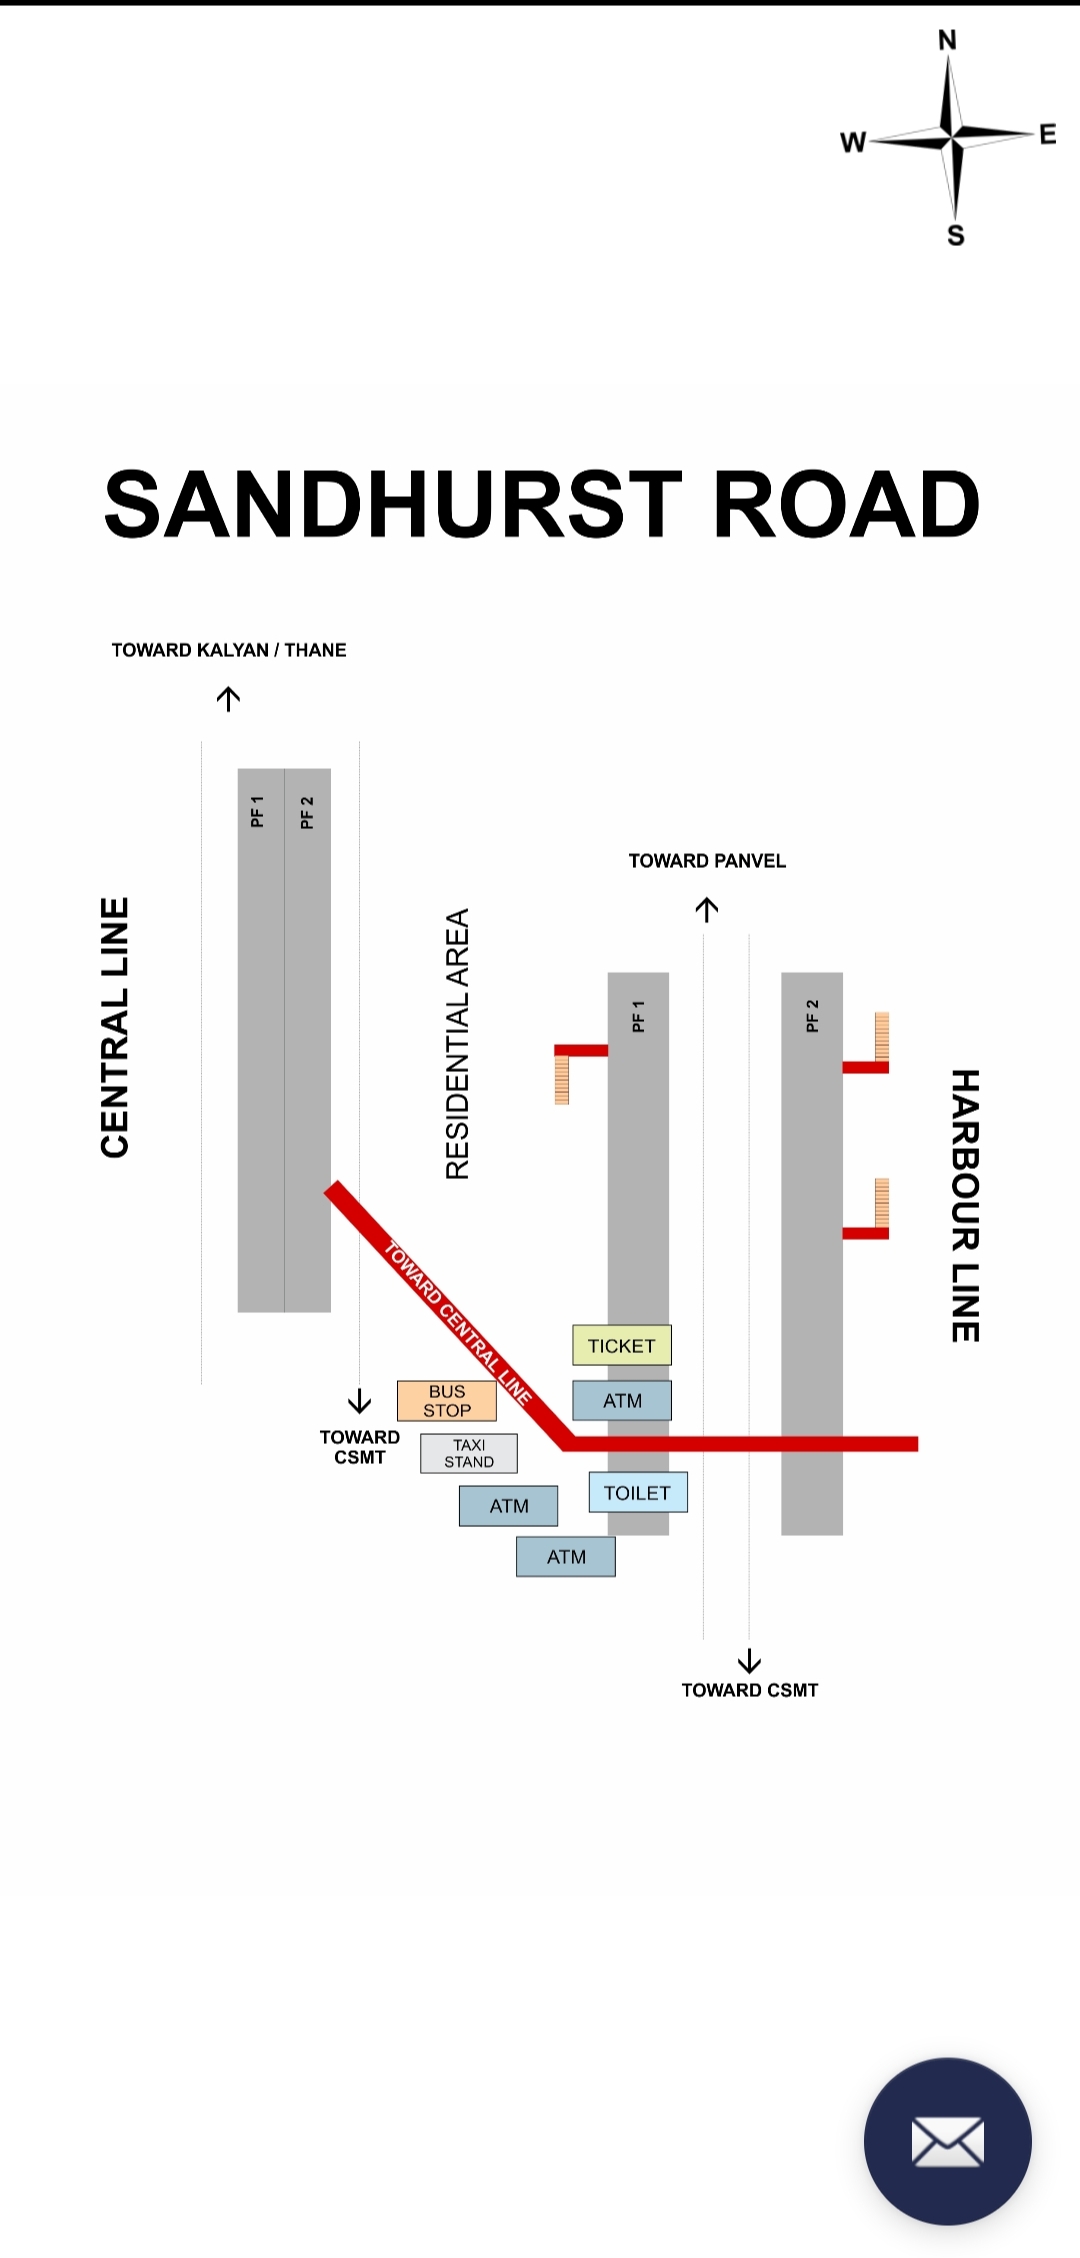 N
W
E
S
SANDHURST ROAD
TOWARD KALYAN / THANE
PF 1
PF 2
CENTRAL LINE
RESIDENTIAL AREA
TOWARD PANVEL
PF 1
PF 2
HARBOUR LINE
TOWARD CENTRAL LINE
TICKET
ATM
BUS
STOP
TOWARD
CSMT
TAXI
STAND
TOILET
ATM
ATM
TOWARD CSMT